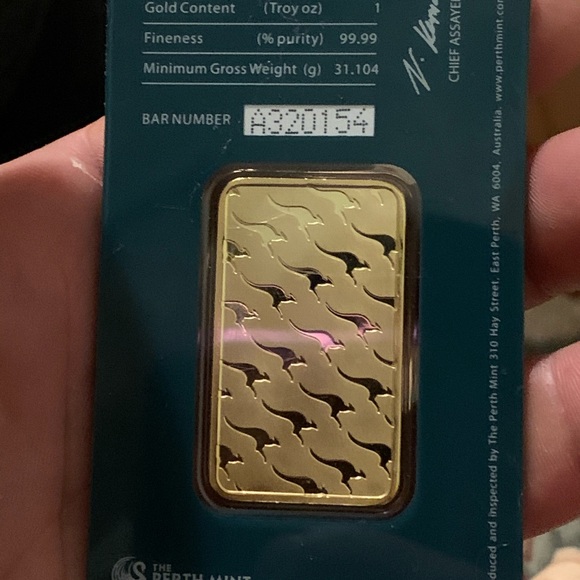 Gold Content (Troy oz) 1
Fineness (% purity) 99.99
Minimum Gross Weight (g) 31.104
BAR NUMBER A320154
CHIEF ASSAYER
duced and inspected by The Perth Mint 310 Hay Street, East Perth, WA 6004, Australia. www.perthmint.
THE
PERTH MINT